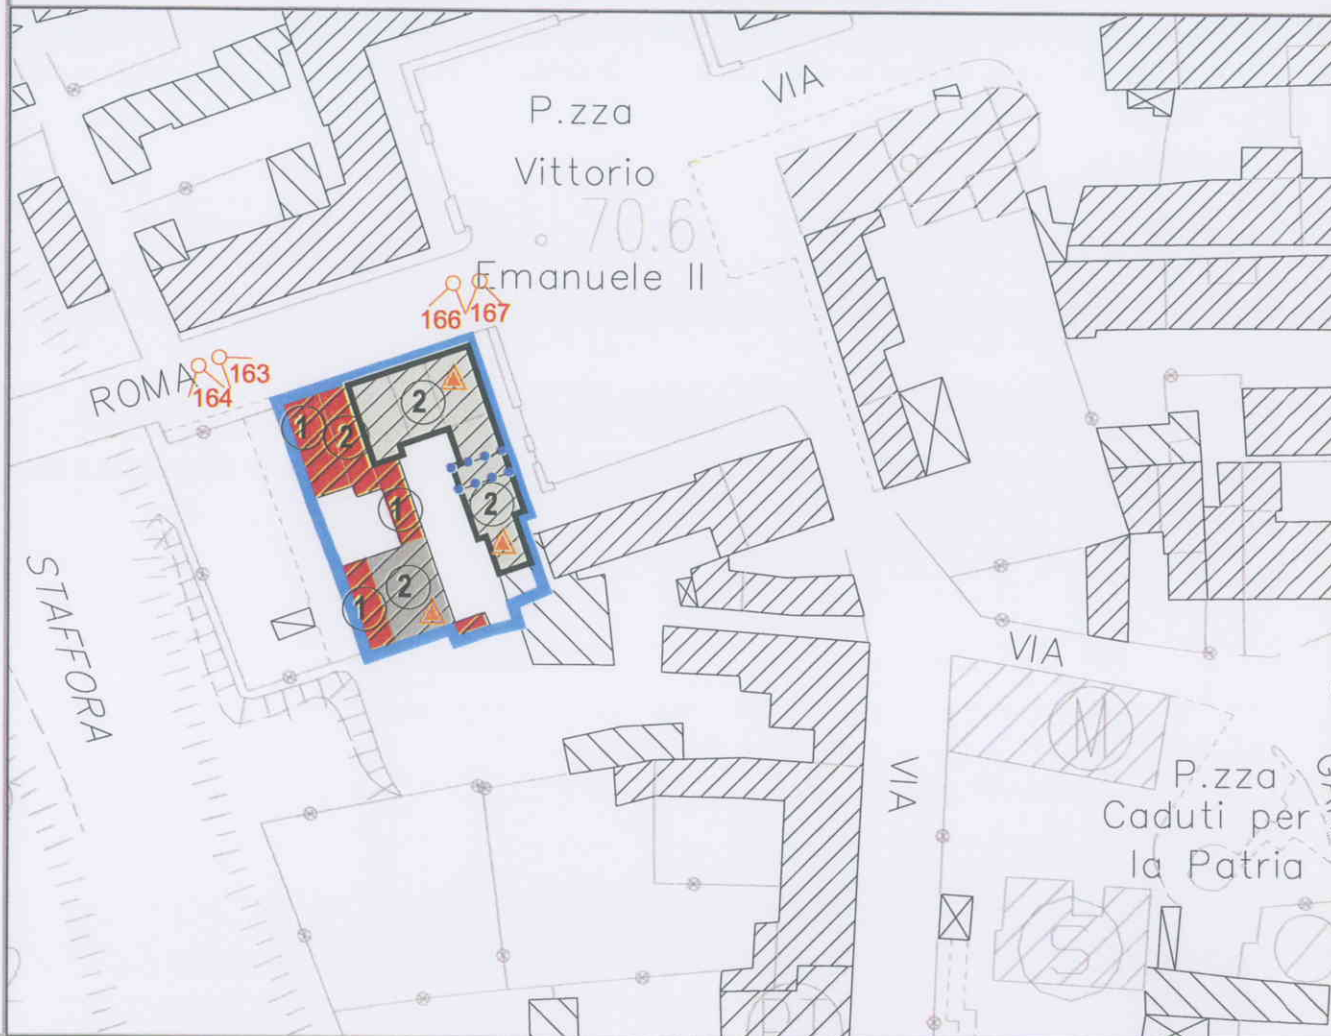 P.zza
VIA
Vittorio
70.6
Emanuele II
166 167
ROMA
163
164
2
1
2
1
2
2
1
STAFFORA
VIA
M
VIA
P.zza
Caduti per
la Patria
S